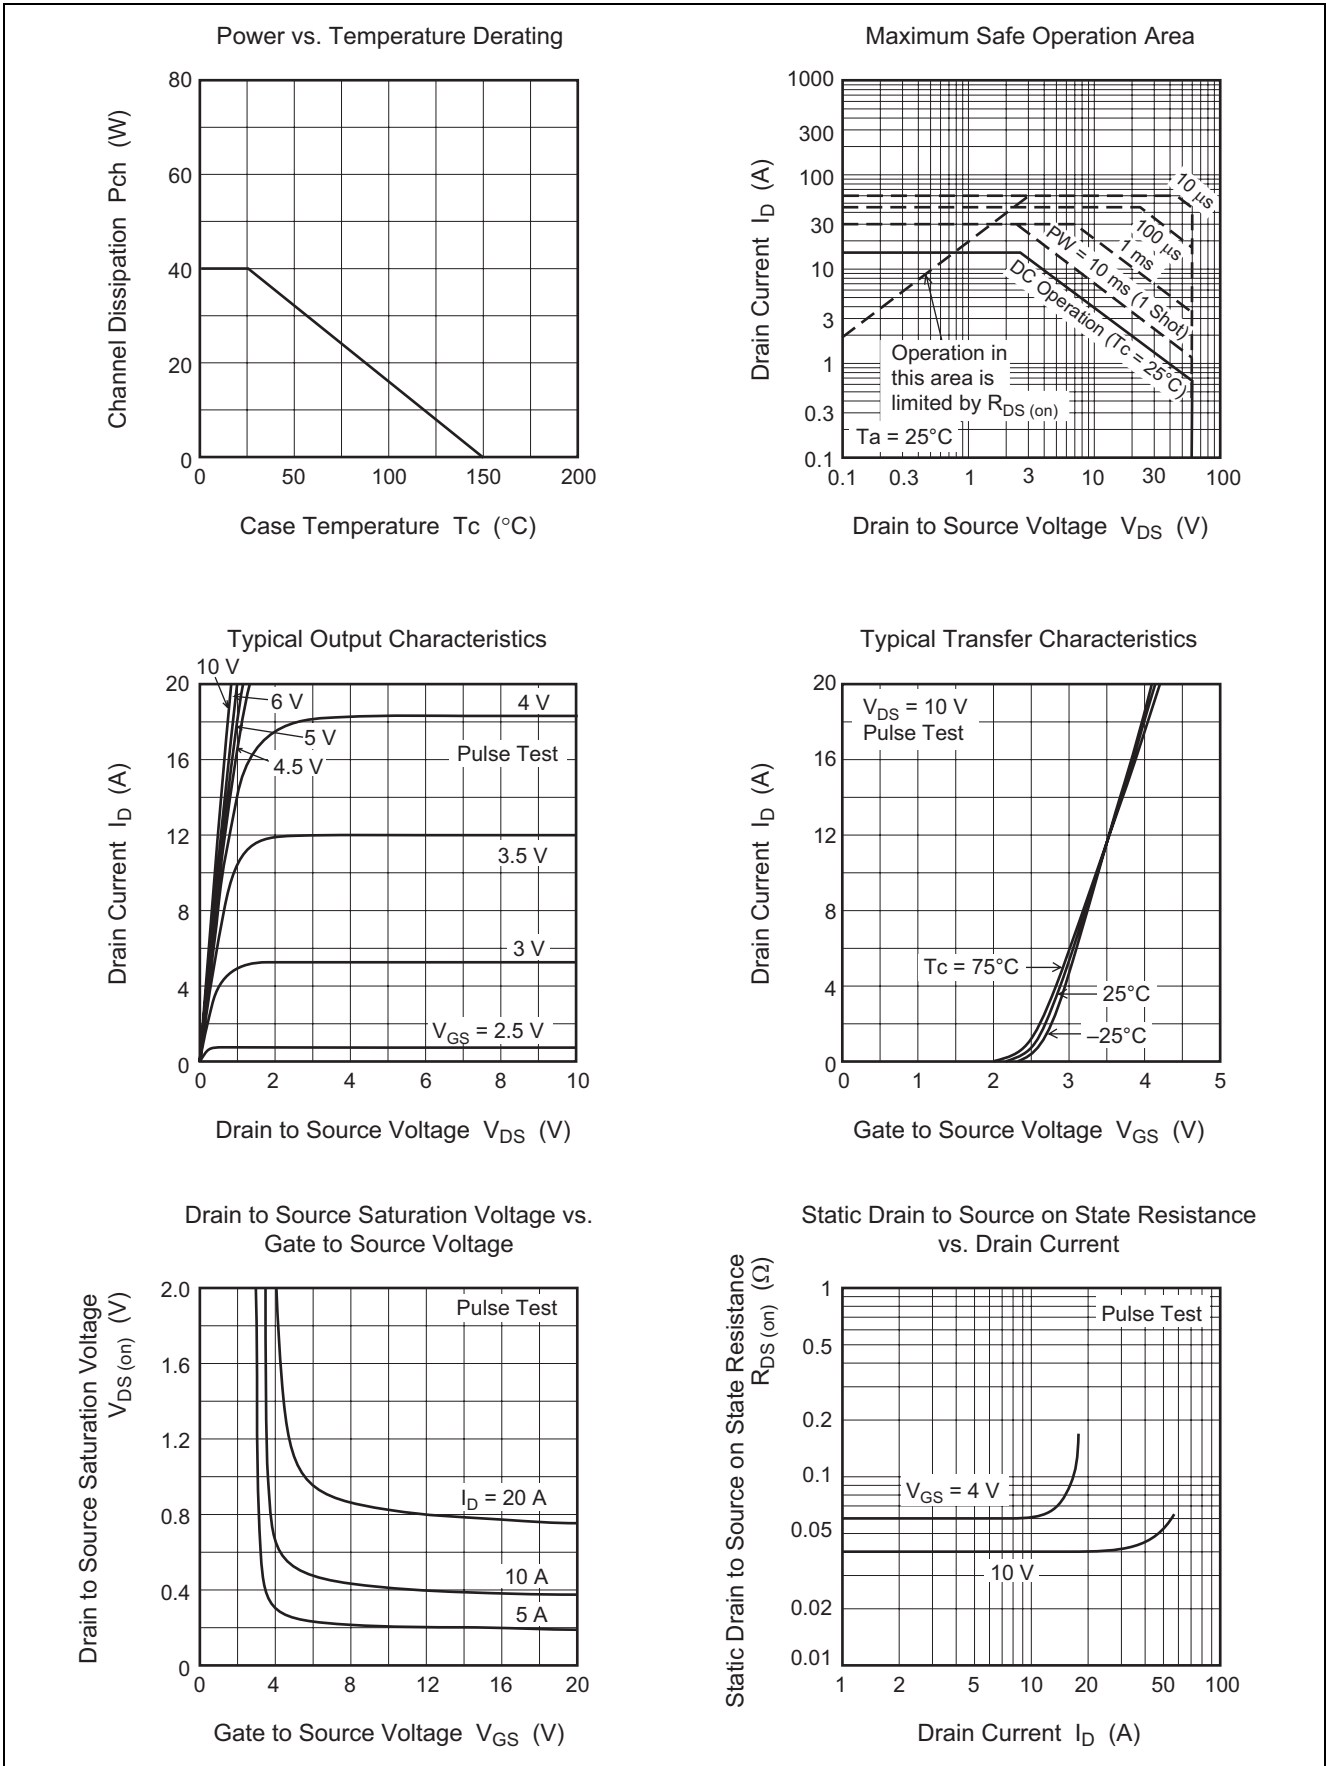 Power vs. Temperature Derating
80
60
40
20
0
0 50 100 150 200
Channel Dissipation Pch (W)
Case Temperature Tc (°C)
Maximum Safe Operation Area
1000
300
100
30
10
3
1
0.3
0.1
0.1 0.3 1 3 10 30 100
Drain Current ID (A)
10 µs
100 µs
1 ms
PW = 10 ms (1 Shot)
DC Operation (Tc = 25°C)
Operation in
this area is
limited by RDS (on)
Ta = 25°C
Drain to Source Voltage VDS (V)
Typical Output Characteristics
10 V
20
16
12
8
4
0
0 2 4 6 8 10
Drain Current ID (A)
6 V
5 V
4.5 V
4 V
Pulse Test
3.5 V
3 V
VGS = 2.5 V
Drain to Source Voltage VDS (V)
Typical Transfer Characteristics
20
16
12
8
4
0
0 1 2 3 4 5
Drain Current ID (A)
VDS = 10 V
Pulse Test
Tc = 75°C
25°C
–25°C
Gate to Source Voltage VGS (V)
Drain to Source Saturation Voltage vs.
Gate to Source Voltage
2.0
1.6
1.2
0.8
0.4
0
0 4 8 12 16 20
Drain to Source Saturation Voltage
VDS (on) (V)
Pulse Test
ID = 20 A
10 A
5 A
Gate to Source Voltage VGS (V)
Static Drain to Source on State Resistance
vs. Drain Current
1
0.5
0.2
0.1
0.05
0.02
0.01
1 2 5 10 20 50 100
Static Drain to Source on State Resistance
RDS (on) (Ω)
Pulse Test
VGS = 4 V
10 V
Drain Current ID (A)